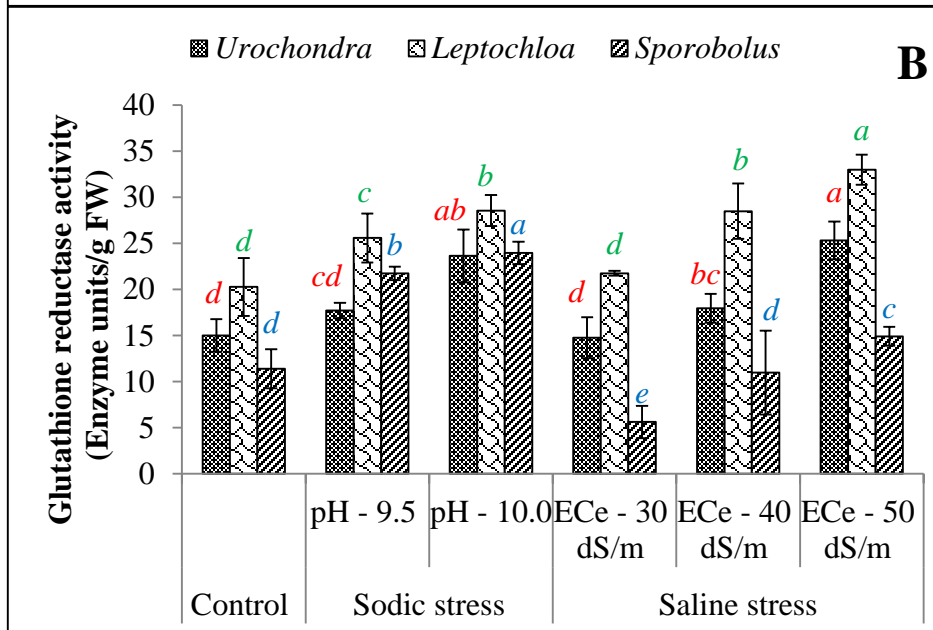 Urochondra Leptochloa Sporobolus
B
Glutathione reductase activity
(Enzyme units/g FW)
40
35
30
25
20
15
10
5
0
d d d
cd c b
ab b a
d d e
bc b d
a a c
pH - 9.5 pH - 10.0 ECe - 30 ECe - 40 ECe - 50
dS/m dS/m dS/m
Control Sodic stress Saline stress